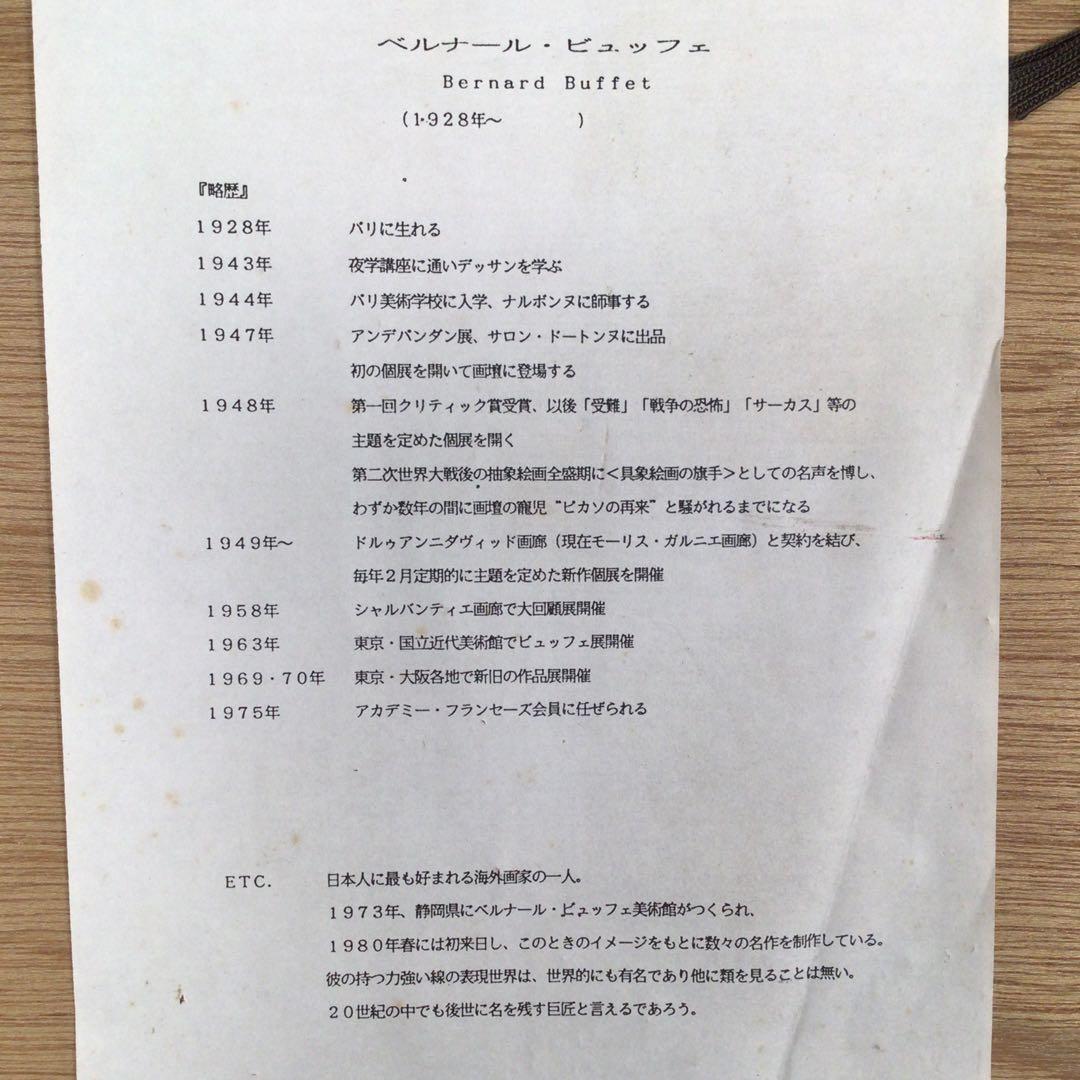 ベルナール・ビュッフェ
Bernard Buffet
(1928年～　　　)
『略歴』
1928年　パリに生れる
1943年　夜学講座に通いデッサンを学ぶ
1944年　パリ美術学校に入学、ナルボンヌに師事する
1947年　アンデパンダン展、サロン・ドートンヌに出品
初の個展を開いて画壇に登場する
1948年　第一回クリティック賞受賞、以後「受難」「戦争の恐怖」「サーカス」等の
主題を定めた個展を開く
第二次世界大戦後の抽象絵画全盛期に<具象絵画の旗手>としての名声を博し、
わずか数年の間に画壇の寵児“ピカソの再来”と騒がれるまでになる
1949年～　ドルゥアンニダヴィッド画廊（現在モーリス・ガルニエ画廊）と契約を結び、
毎年2月定期的に主題を定めた新作個展を開催
1958年　シャルパンティエ画廊で大回顧展開催
1963年　東京・国立近代美術館でビュッフェ展開催
1969・70年　東京・大阪各地で新旧の作品展開催
1975年　アカデミー・フランセーズ会員に任ぜられる
ETC.　日本人に最も好まれる海外画家の一人。
1973年、静岡県にベルナール・ビュッフェ美術館がつくられ、
1980年春には初来日し、このときのイメージをもとに数々の名作を制作している。
彼の持つ力強い線の表現世界は、世界的にも有名であり他に類を見ることは無い。
20世紀の中でも後世に名を残す巨匠と言えるであろう。